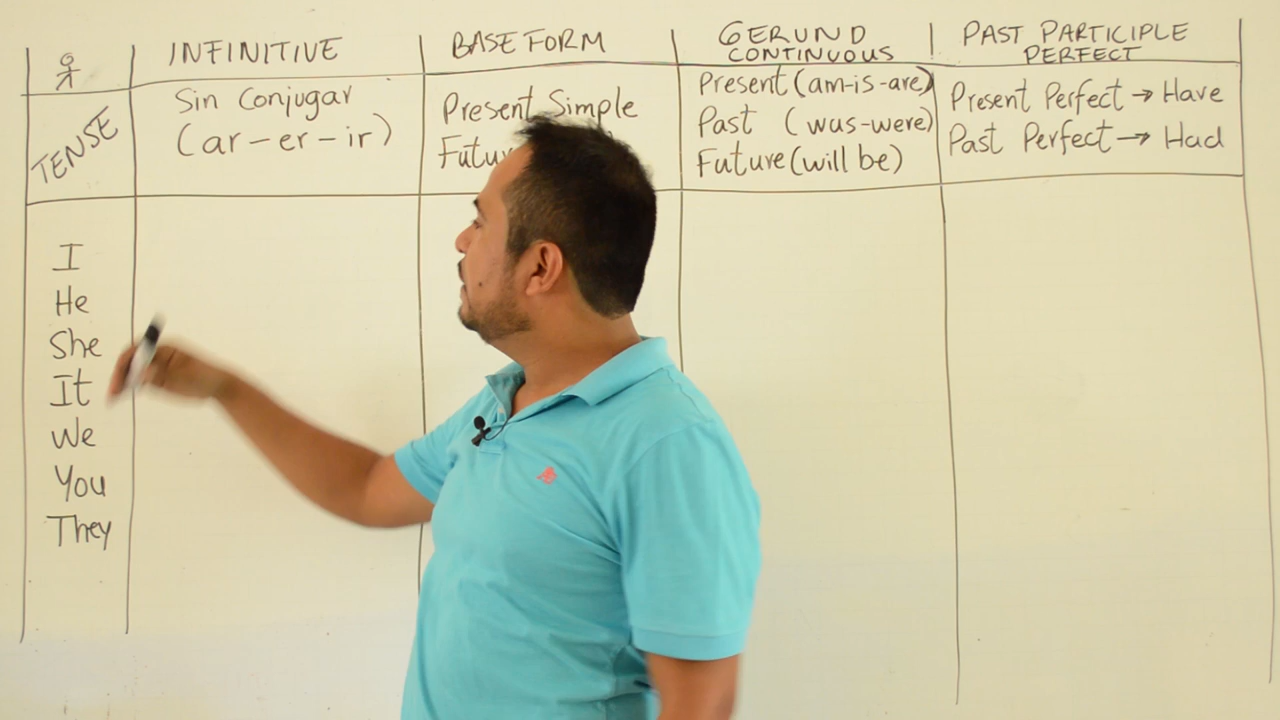 INFINITIVE
BASE FORM
GERUND
CONTINUOUS
PAST PARTICIPLE
PERFECT
TENSE
Sin Conjugar
(ar-er-ir)
Present Simple
Present (am-is-are)
Past (was-were)
Future (will be)
Present Perfect → Have
Past Perfect → Had
I
He
She
It
We
You
They